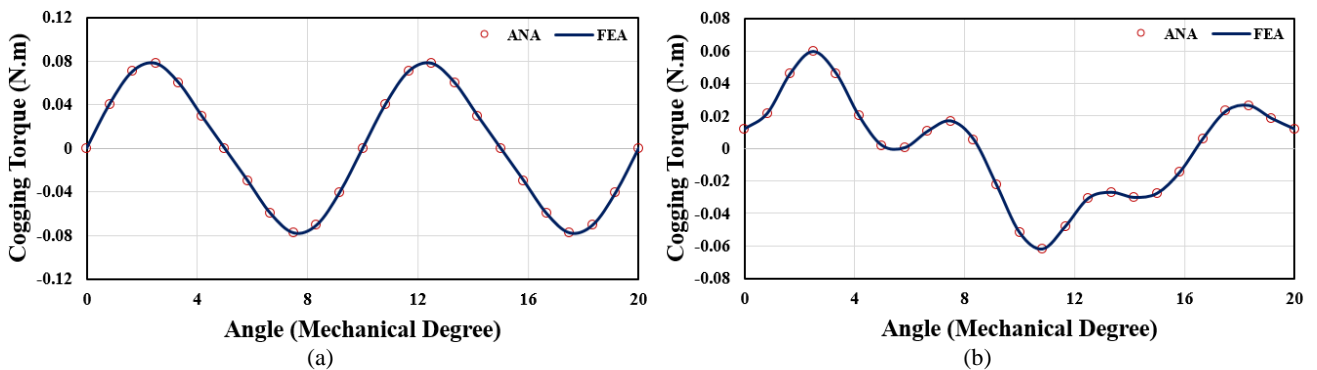 0.12
0.08
0.04
0
-0.04
-0.08
-0.12
Cogging Torque (N.m)
ANA FEA
0 4 8 12 16 20
Angle (Mechanical Degree)
(a)
0.08
0.06
0.04
0.02
0
-0.02
-0.04
-0.06
-0.08
Cogging Torque (N.m)
ANA FEA
0 4 8 12 16 20
Angle (Mechanical Degree)
(b)